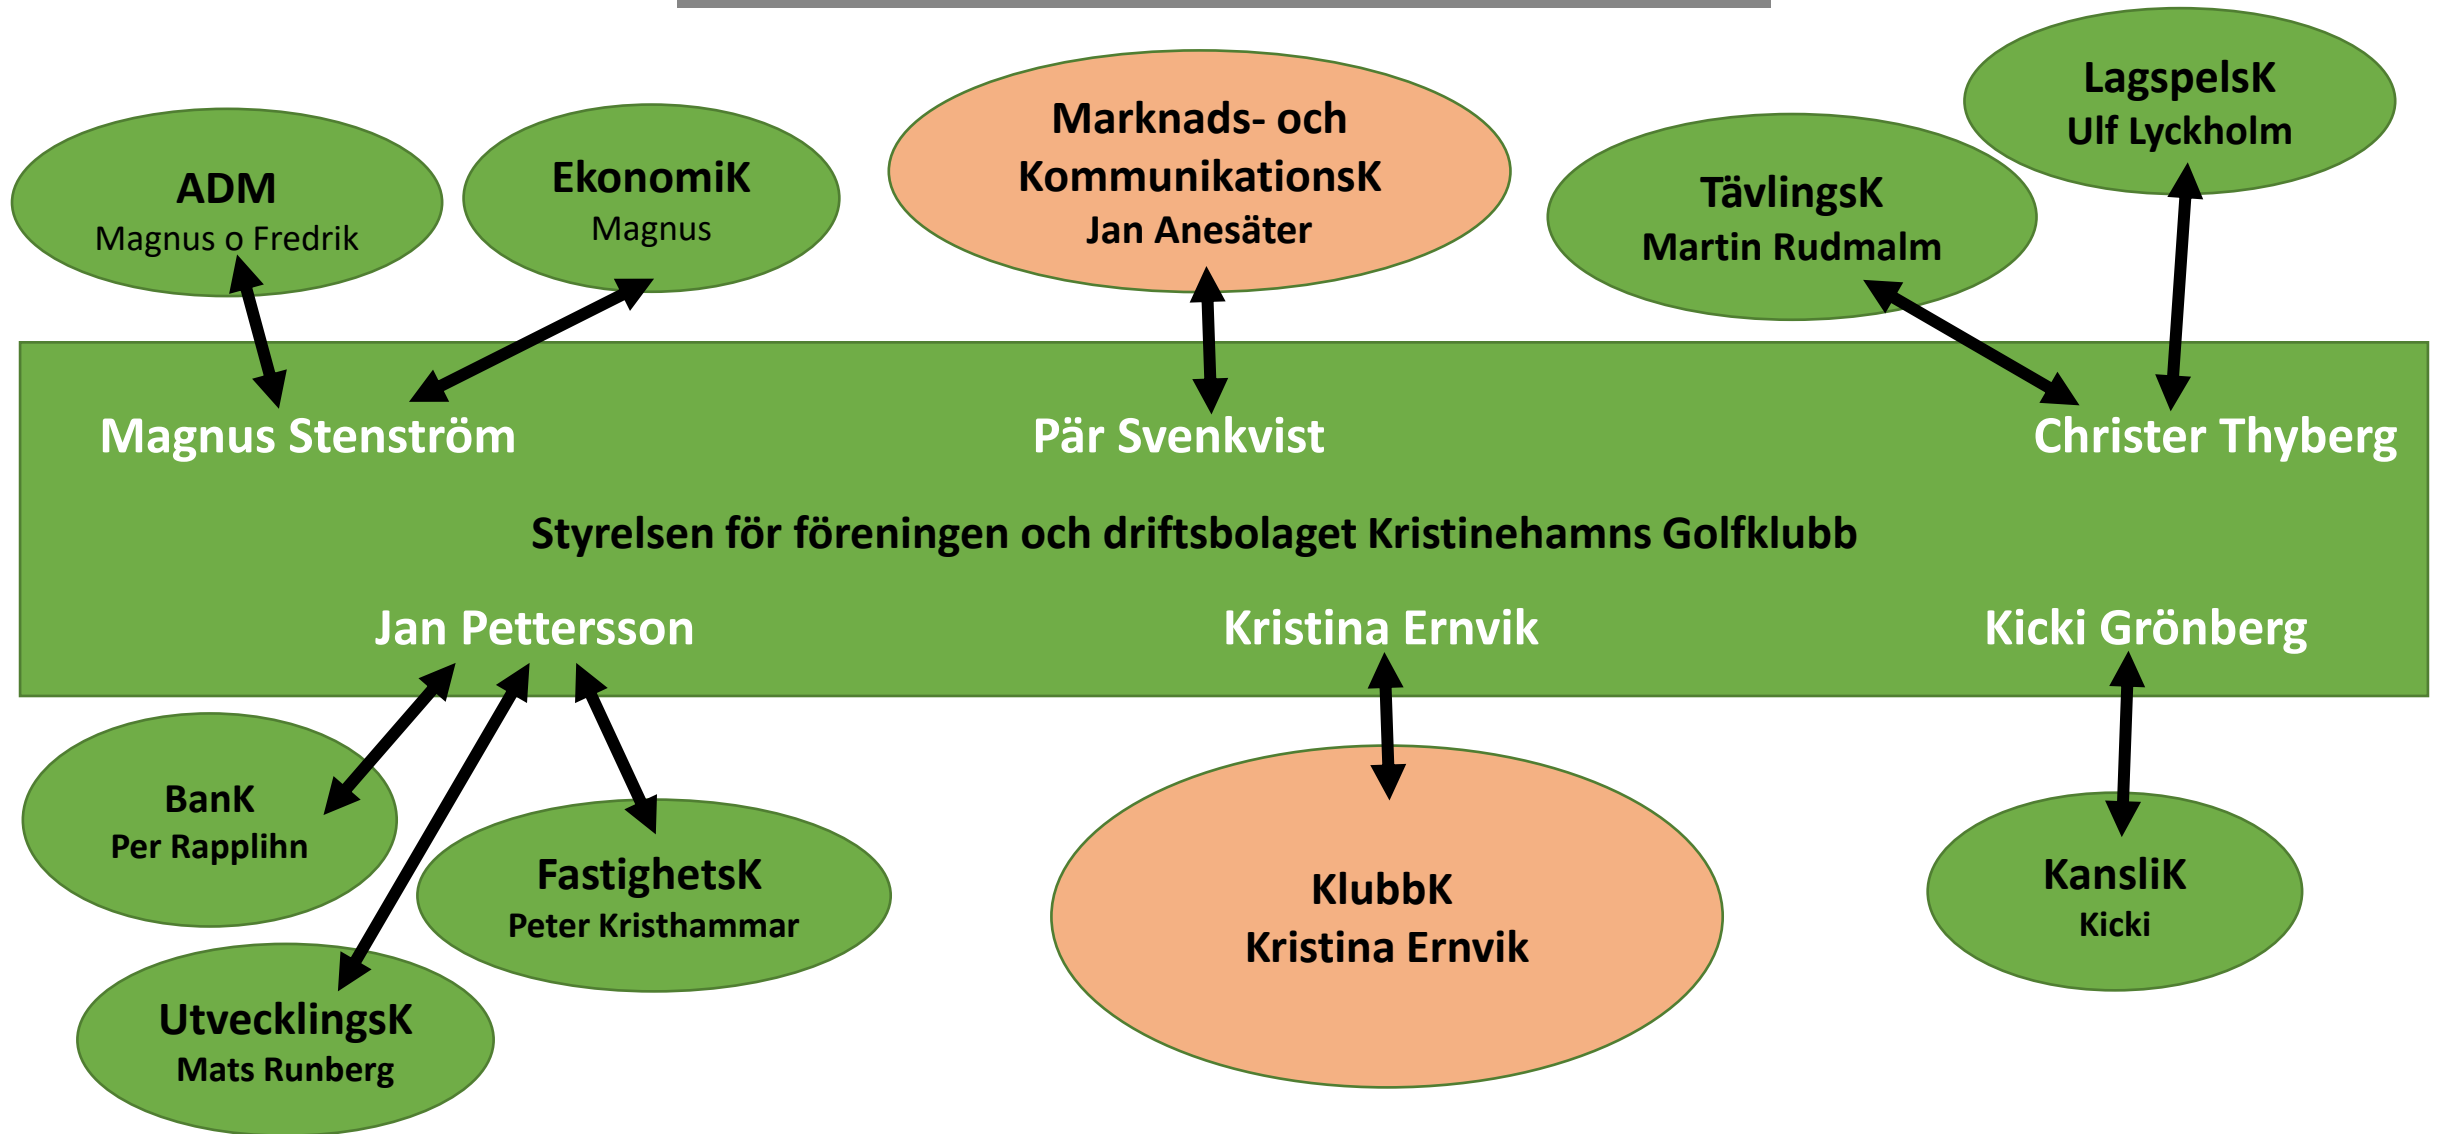 LagspelsK
Ulf Lyckholm
ADM
Magnus o Fredrik
EkonomiK
Magnus
Marknads- och
KommunikationsK
Jan Anesäter
TävlingsK
Martin Rudmalm
Magnus Stenström
Pär Svenkvist
Christer Thyberg
Styrelsen för föreningen och driftsbolaget Kristinehamns Golfklubb
Jan Pettersson
Kristina Ernvik
Kicki Grönberg
BanK
Per Rapplihn
FastighetsK
Peter Kristhammar
UtvecklingsK
Mats Runberg
KlubbK
Kristina Ernvik
KansliK
Kicki